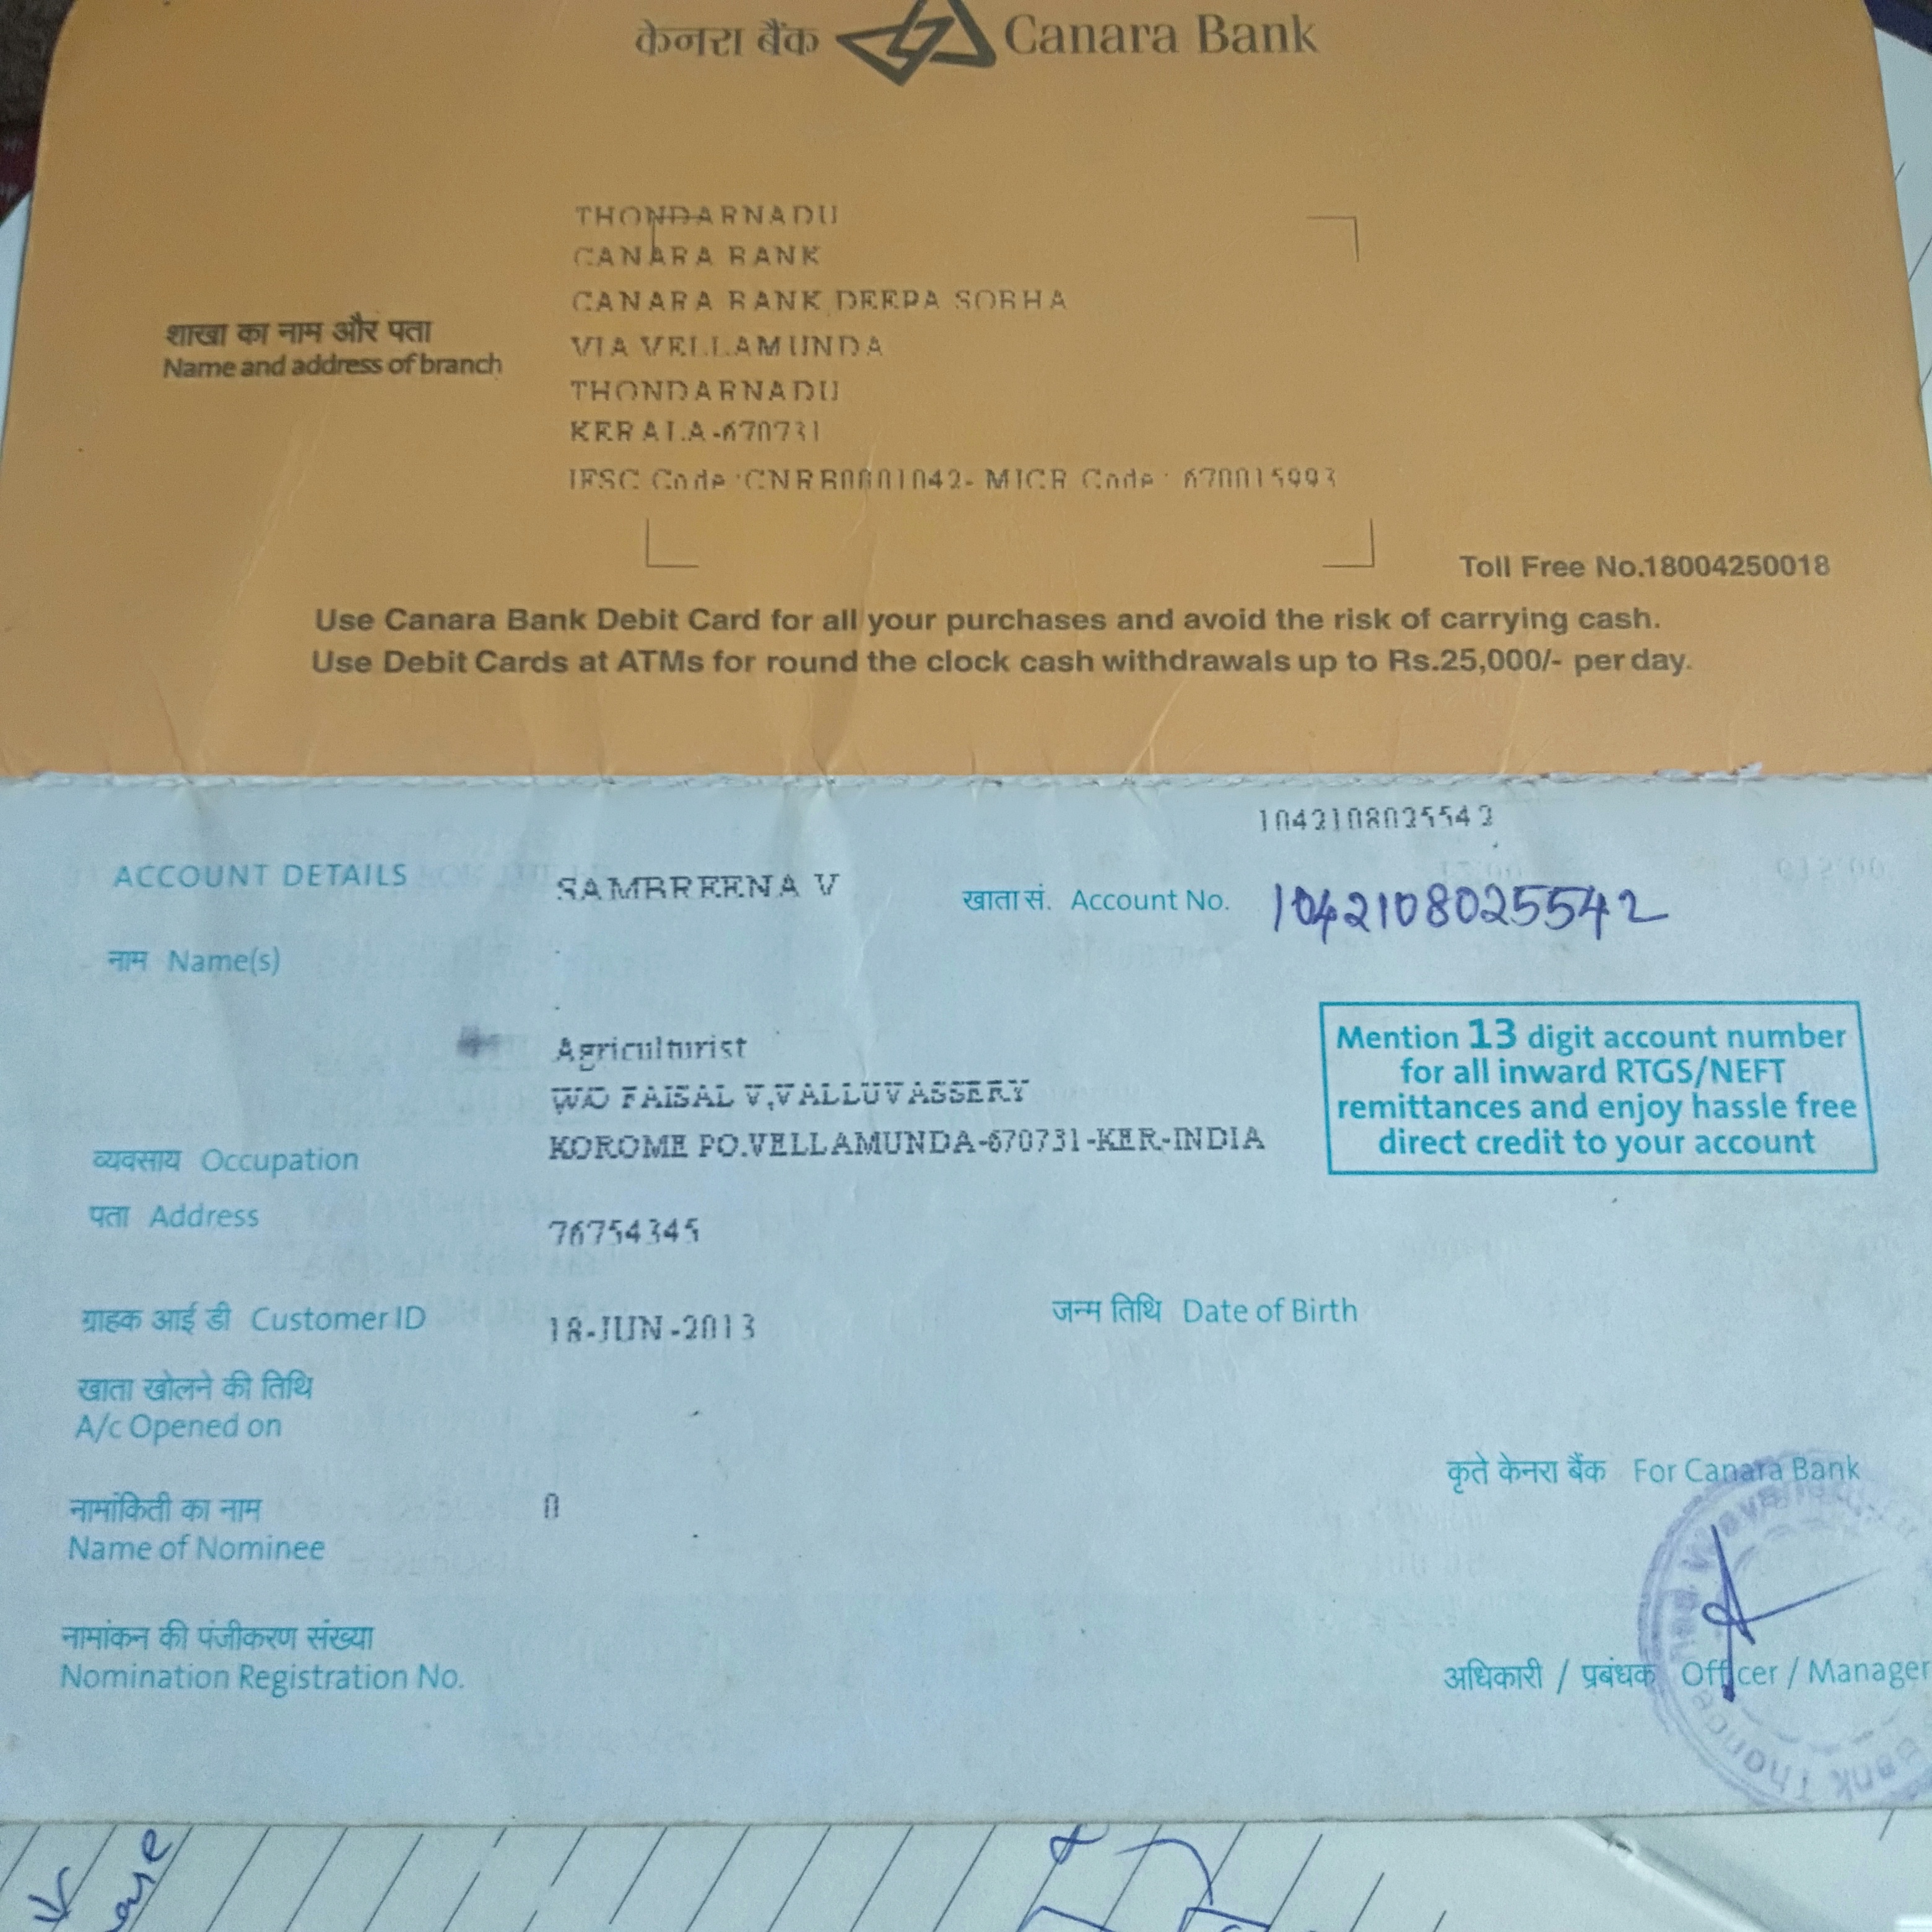 केनरा बैंक Canara Bank
THONDARNADU
CANARA BANK
CANARA BANK,DEEPA SOBHA
VIA VELLAMUNDA
शाखा का नाम और पता
Name and address of branch
THONDARNADU
KERALA-670731
IFSC Code :CNRB0001042- MICR Code : 670015993
Toll Free No.18004250018
Use Canara Bank Debit Card for all your purchases and avoid the risk of carrying cash.
Use Debit Cards at ATMs for round the clock cash withdrawals up to Rs.25,000/- per day.
1042108025542
ACCOUNT DETAILS SAMBREENA V
खाता सं. Account No. 1042108025542
नाम Name(s)
Agriculturist
W/O FAISAL V,VALLUVASSERY
KOROME PO.VELLAMUNDA-670731-KER-INDIA
Mention 13 digit account number
for all inward RTGS/NEFT
remittances and enjoy hassle free
direct credit to your account
व्यवसाय Occupation
पता Address
76754345
ग्राहक आई डी Customer ID
18-JUN-2013
जन्म तिथि Date of Birth
खाता खोलने की तिथि
A/c Opened on
कृते केनरा बैंक For Canara Bank
नामांकिती का नाम
Name of Nominee
0
नामांकन की पंजीकरण संख्या
Nomination Registration No.
अधिकारी / प्रबंधक Officer / Manager